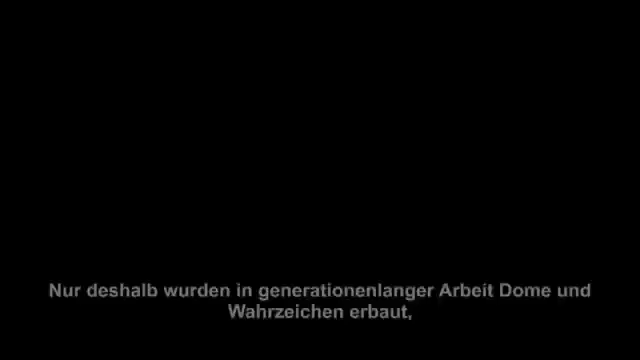 Nur deshalb wurden in generationenlanger Arbeit Dome und
Wahrzeichen erbaut,